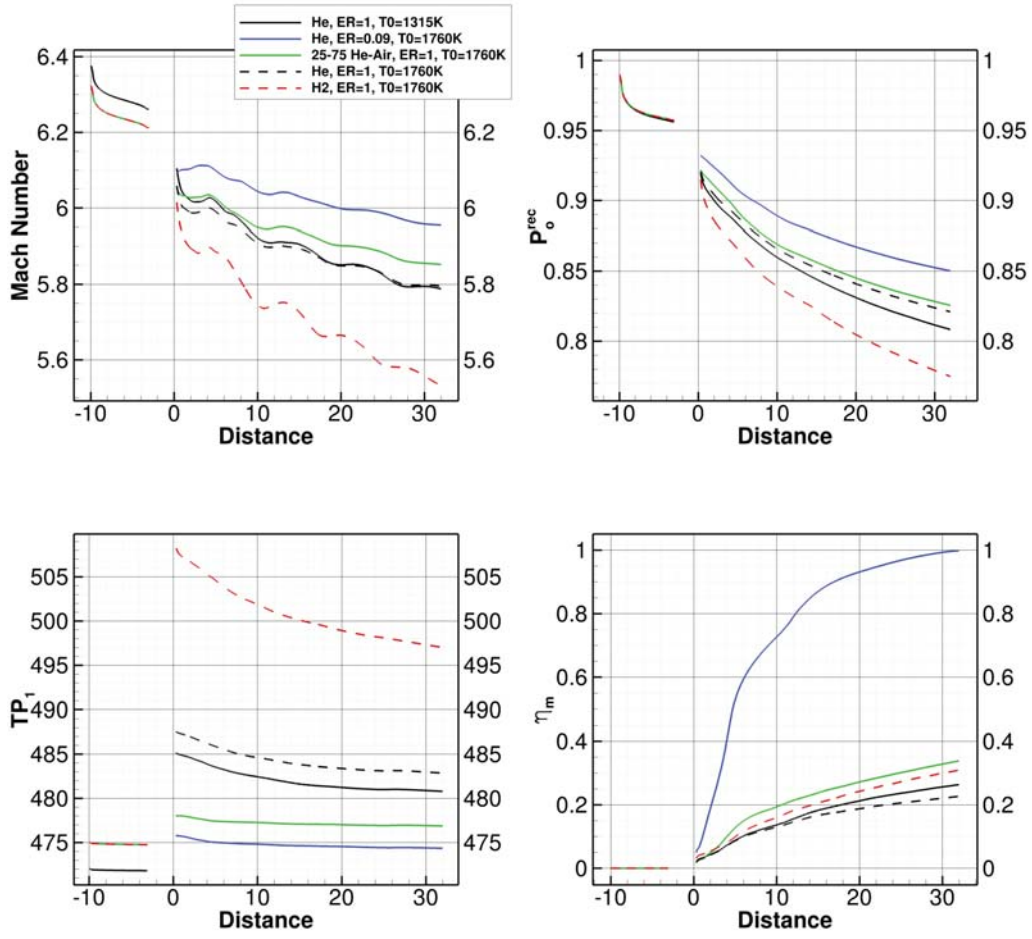 He, ER=1, T0=1315K
He, ER=0.09, T0=1760K
25-75 He-Air, ER=1, T0=1760K
He, ER=1, T0=1760K
H2, ER=1, T0=1760K
Mach Number
6.4
6.2
6
5.8
5.6
6.2
6
5.8
5.6
-10 0 10 20 30
Distance
P_o^rec
1
0.95
0.9
0.85
0.8
1
0.95
0.9
0.85
0.8
-10 0 10 20 30
Distance
TP_1
505
500
495
490
485
480
475
505
500
495
490
485
480
475
-10 0 10 20 30
Distance
η_m
1
0.8
0.6
0.4
0.2
0
1
0.8
0.6
0.4
0.2
0
-10 0 10 20 30
Distance